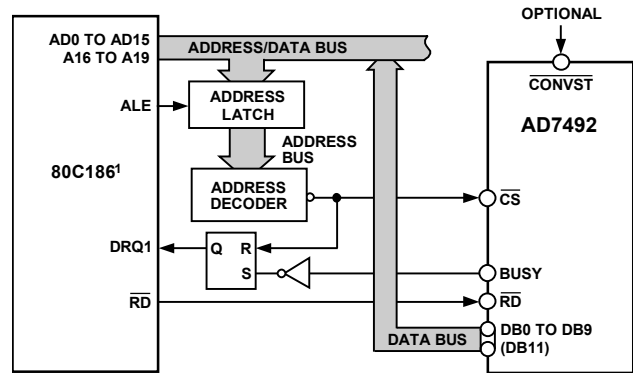 OPTIONAL
AD0 TO AD15
A16 TO A19
ADDRESS/DATA BUS
CONVST
ALE
ADDRESS
LATCH
AD7492
ADDRESS
BUS
80C186¹
ADDRESS
DECODER
CS
DRQ1
Q
R
S
BUSY
RD
RD
DB0 TO DB9
(DB11)
DATA BUS